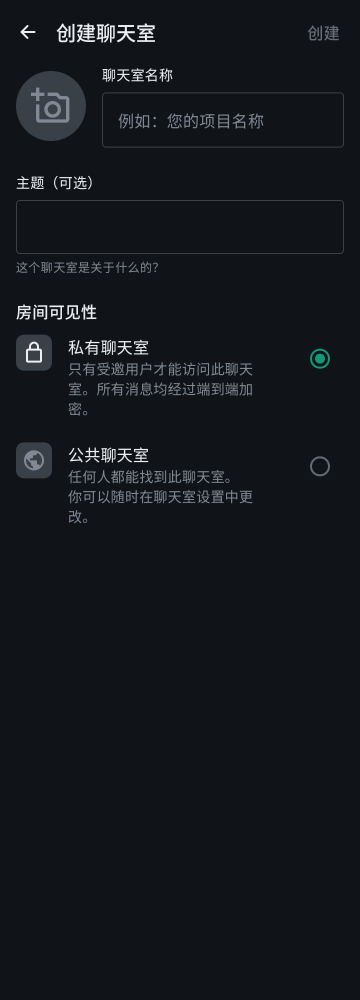 创建聊天室
创建
聊天室名称
例如：您的项目名称
主题（可选）
这个聊天室是关于什么的？
房间可见性
私有聊天室
只有受邀用户才能访问此聊天
室。所有消息均经过端到端加
密。
公共聊天室
任何人都能找到此聊天室。
你可以随时在聊天室设置中更
改。